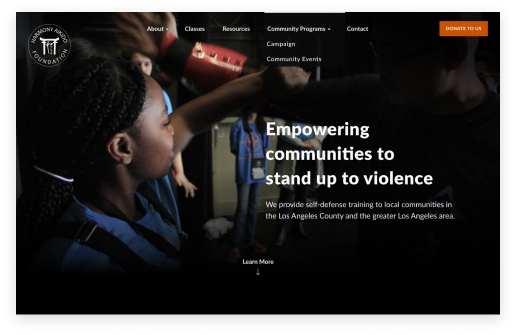 HARMONY AIKIDO
FOUNDATION
About
Classes
Resources
Community Programs
Contact
DONATE TO US
Campaign
Community Events
Empowering
communities to
stand up to violence
We provide self-defense training to local communities in
the Los Angeles County and the greater Los Angeles area.
Learn More